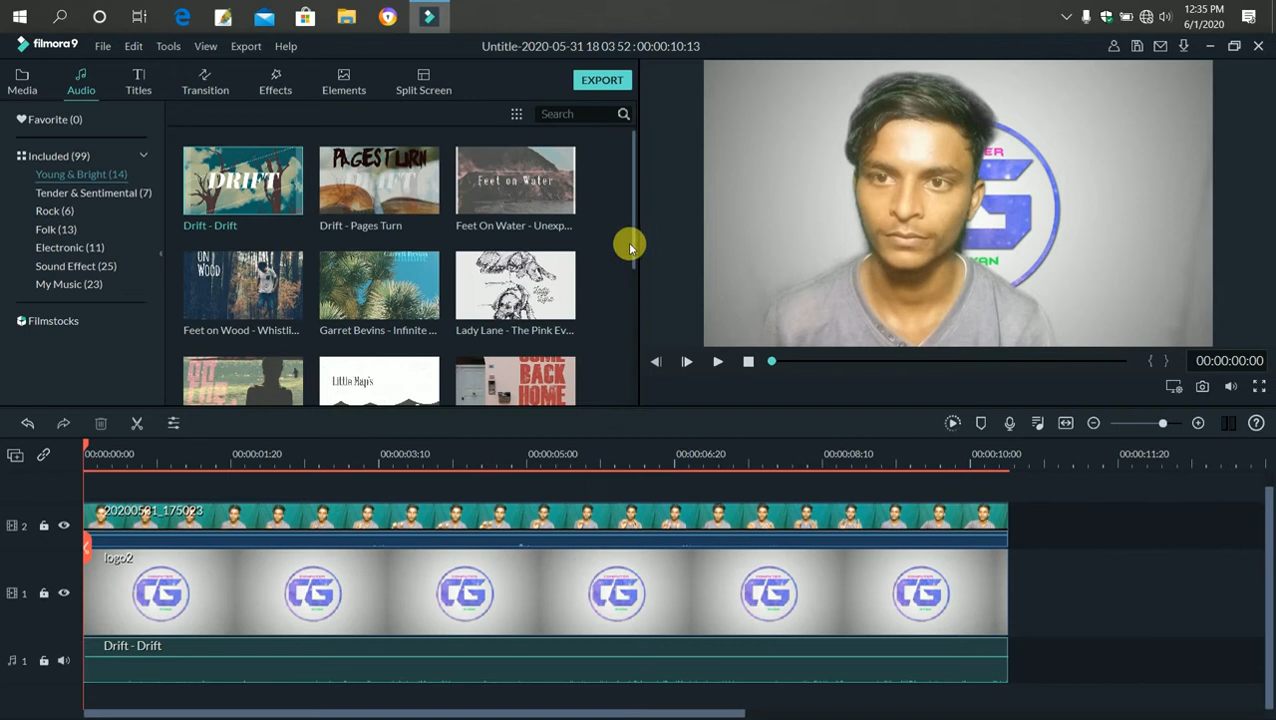 12:35 PM
6/1/2020
filmora9
File Edit Tools View Export Help
Untitle-2020-05-31 18 03 52 : 00:00:10:13
Media Audio Titles Transition Effects Elements Split Screen
EXPORT
Favorite (0)
Search
Included (99)
Young & Bright (14)
Tender & Sentimental (7)
Rock (6)
Folk (13)
Electronic (11)
Sound Effect (25)
My Music (23)
Filmstocks
DRIFT
PAGES TURN
Feet on Water
Drift - Drift
Drift - Pages Turn
Feet On Water - Unexp...
ON WOOD
Garret Bevins
Lady Lane
Feet on Wood - Whistli...
Garret Bevins - Infinite ...
Lady Lane - The Pink Ev...
Little Maps
COME
BACK
HOME
CG
00:00:00:00
00:00:00:00 00:00:01:20 00:00:03:10 00:00:05:00 00:00:06:20 00:00:08:10 00:00:10:00 00:00:11:20
2
20200531_175023
1
logo2
COMPUTER
CG
1
Drift - Drift